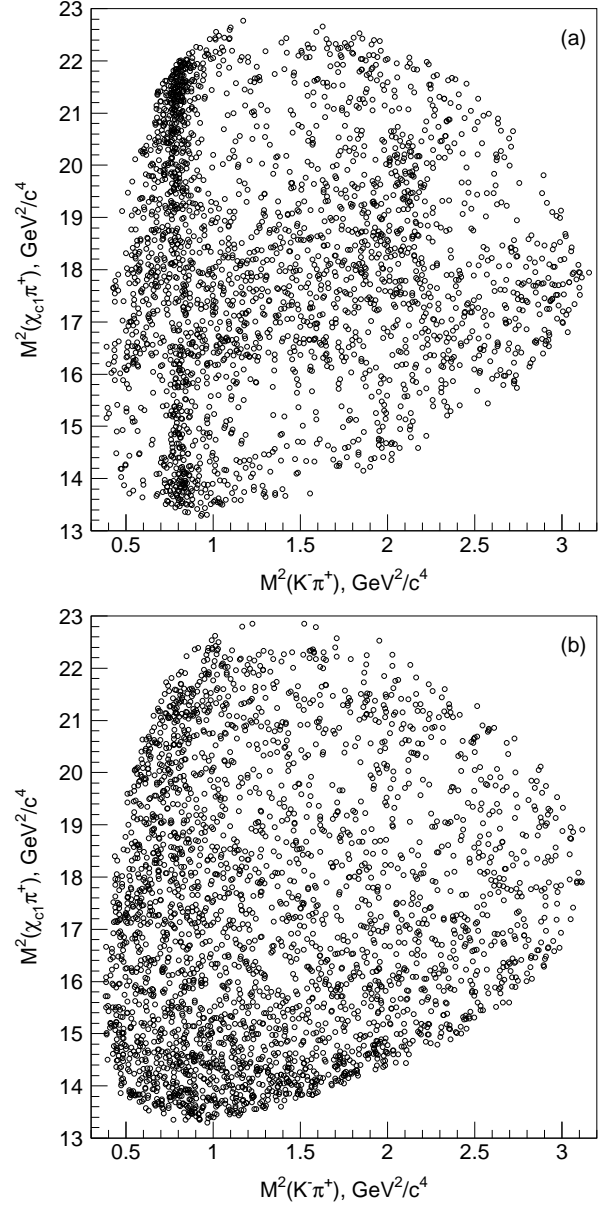 23
22
21
20
19
18
17
16
15
14
13
(a)
M²(χc1π⁺), GeV²/c⁴
0.5 1 1.5 2 2.5 3
M²(K⁻π⁺), GeV²/c⁴
23
22
21
20
19
18
17
16
15
14
13
(b)
M²(χc1π⁺), GeV²/c⁴
0.5 1 1.5 2 2.5 3
M²(K⁻π⁺), GeV²/c⁴